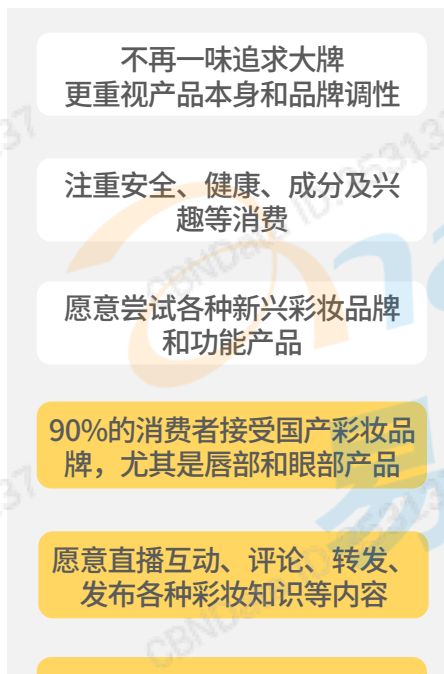 不再一味追求大牌
更重视产品本身和品牌调性
注重安全、健康、成分及兴
趣等消费
愿意尝试各种新兴彩妆品牌
和功能产品
90%的消费者接受国产彩妆品
牌，尤其是唇部和眼部产品
愿意直播互动、评论、转发、
发布各种彩妆知识等内容